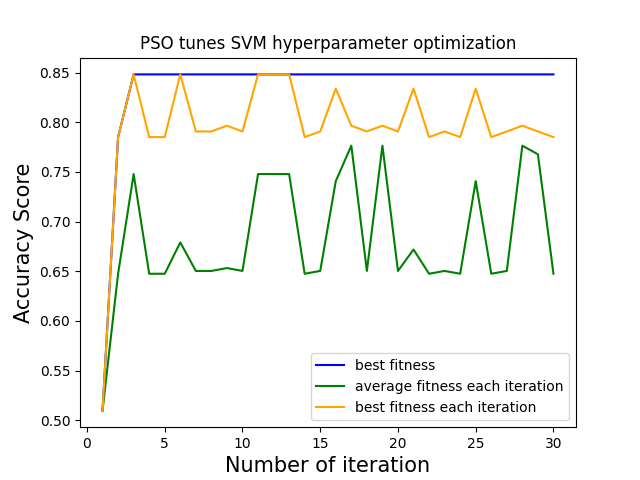 PSO tunes SVM hyperparameter optimization
Accuracy Score
0.85
0.80
0.75
0.70
0.65
0.60
0.55
0.50
best fitness
average fitness each iteration
best fitness each iteration
0 5 10 15 20 25 30
Number of iteration